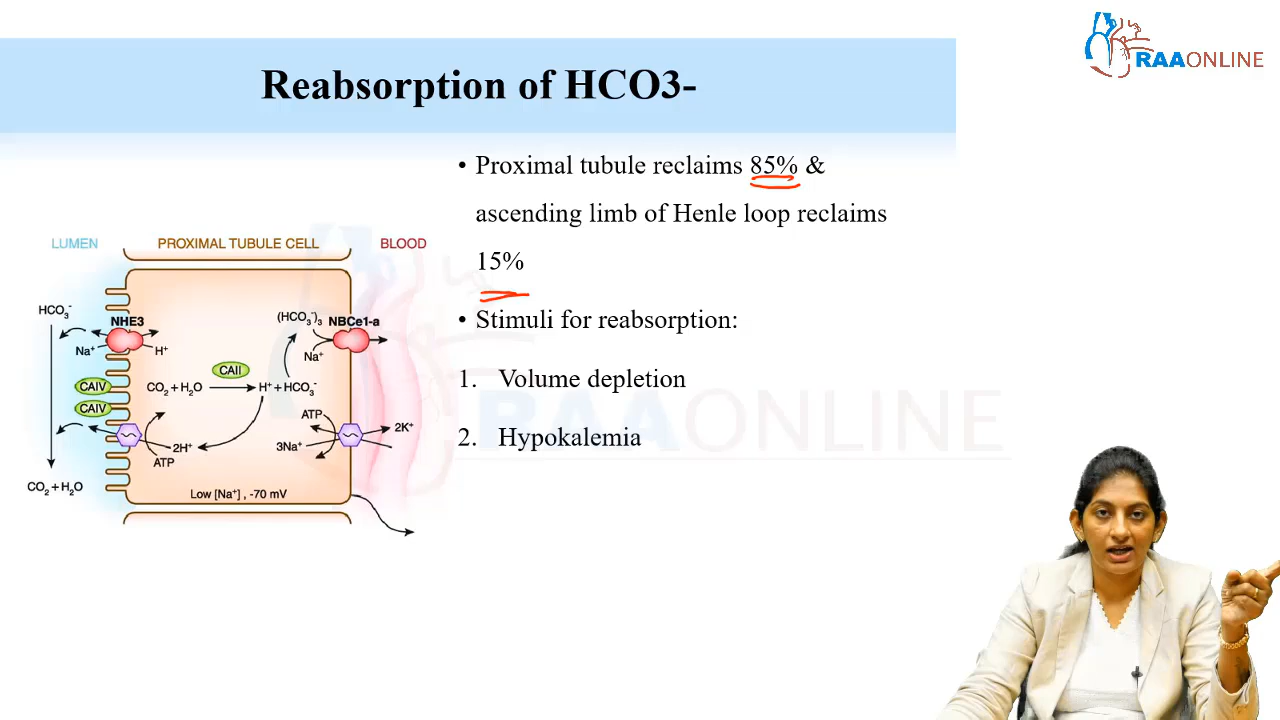 RAAONLINE
Reabsorption of HCO3-
• Proximal tubule reclaims 85% &
ascending limb of Henle loop reclaims
15%
• Stimuli for reabsorption:
1. Volume depletion
2. Hypokalemia
LUMEN PROXIMAL TUBULE CELL BLOOD
HCO₃⁻
NHE3
(HCO₃⁻)₃ NBCe1-a
Na⁺ H⁺ Na⁺
CAII
CAIV CO₂ + H₂O H⁺ + HCO₃⁻
CAIV
ATP
2K⁺
2H⁺ 3Na⁺
ATP
CO₂ + H₂O
Low [Na⁺] , -70 mV
RAAONLINE